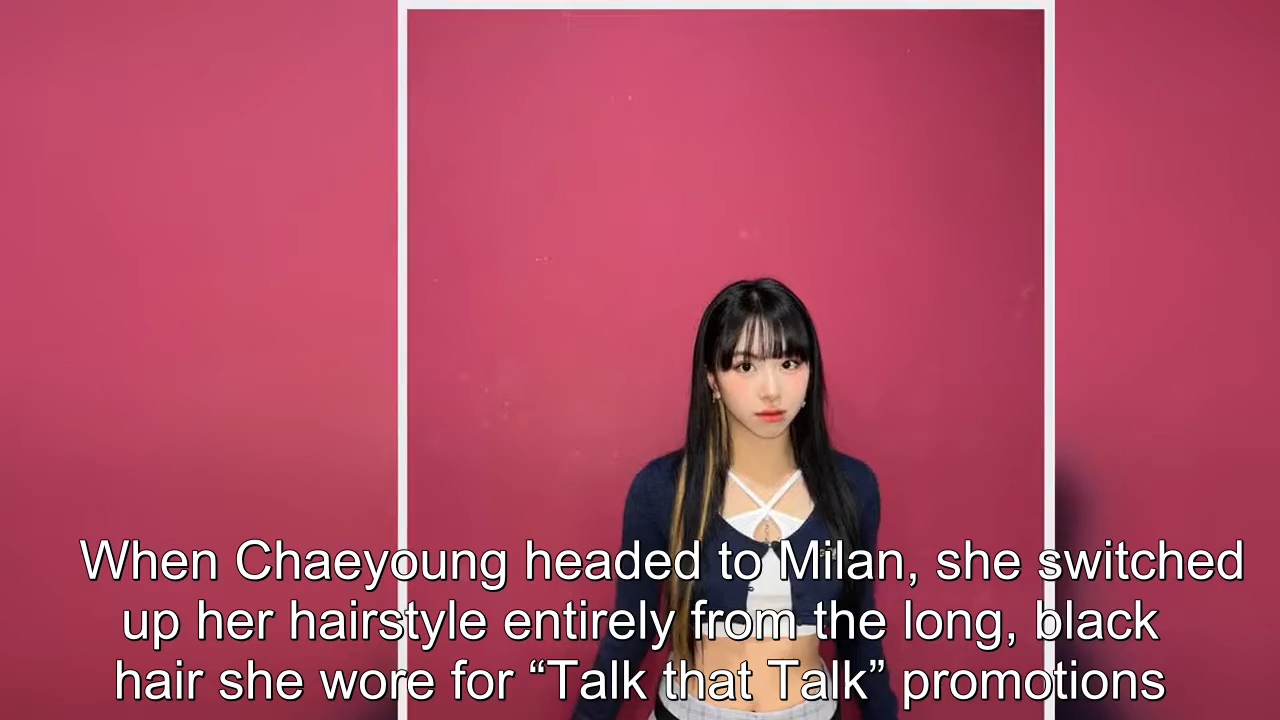 When Chaeyoung headed to Milan, she switched
up her hairstyle entirely from the long, black
hair she wore for “Talk that Talk” promotions